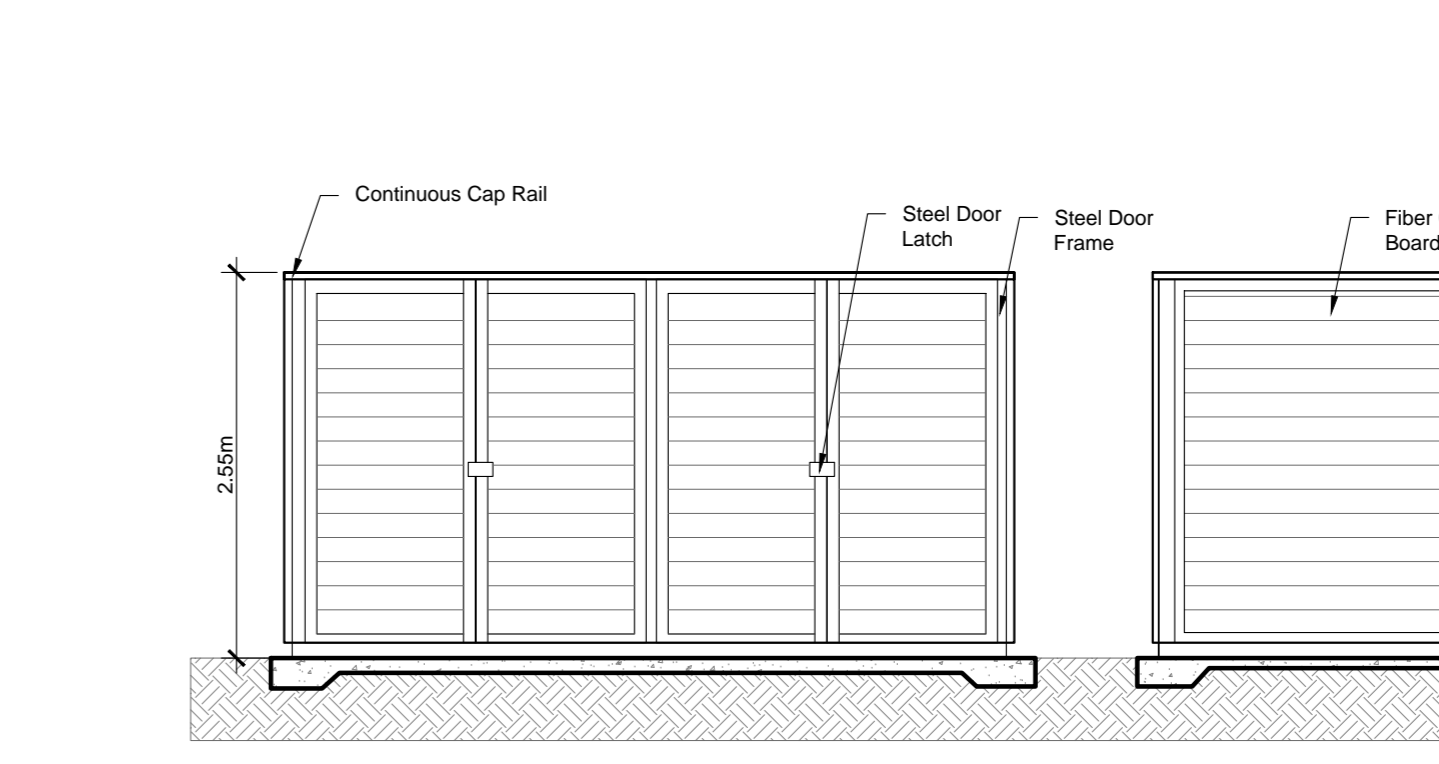 Continuous Cap Rail
Steel Door
Latch
Steel Door
Frame
Fiber
Board
2.55m